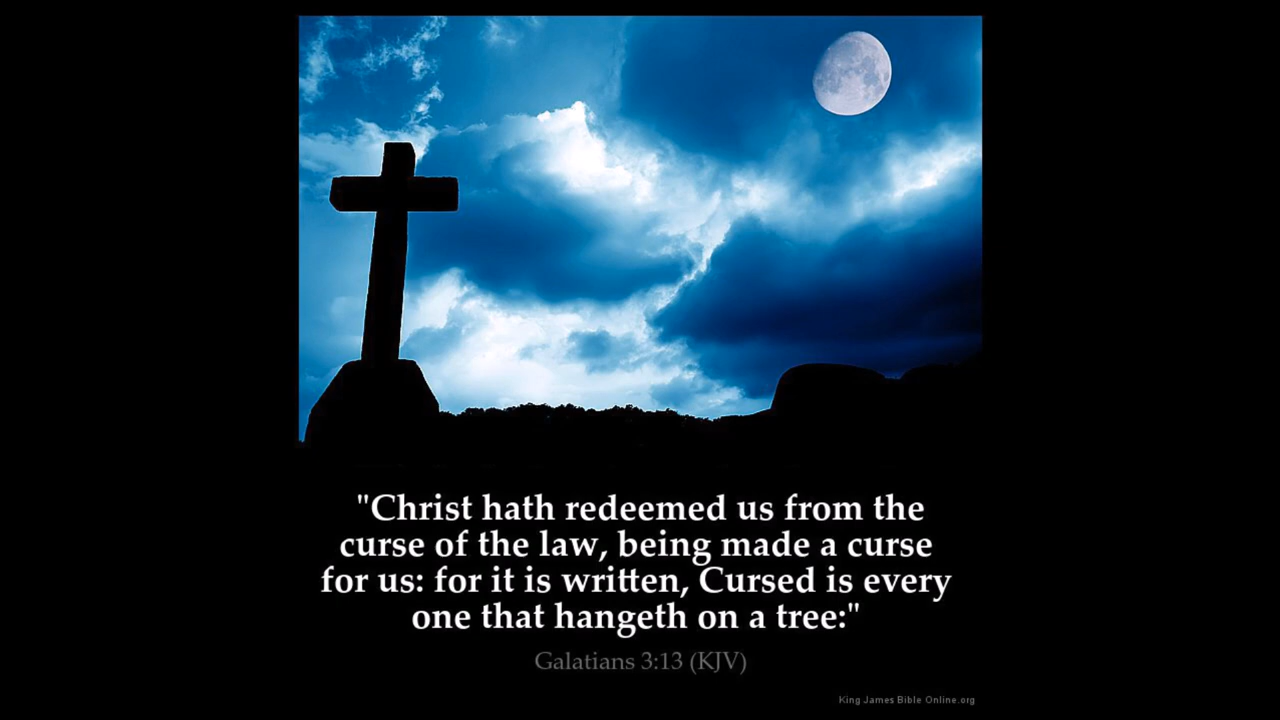 "Christ hath redeemed us from the
curse of the law, being made a curse
for us: for it is written, Cursed is every
one that hangeth on a tree:"
Galatians 3:13 (KJV)
King James Bible Online.org